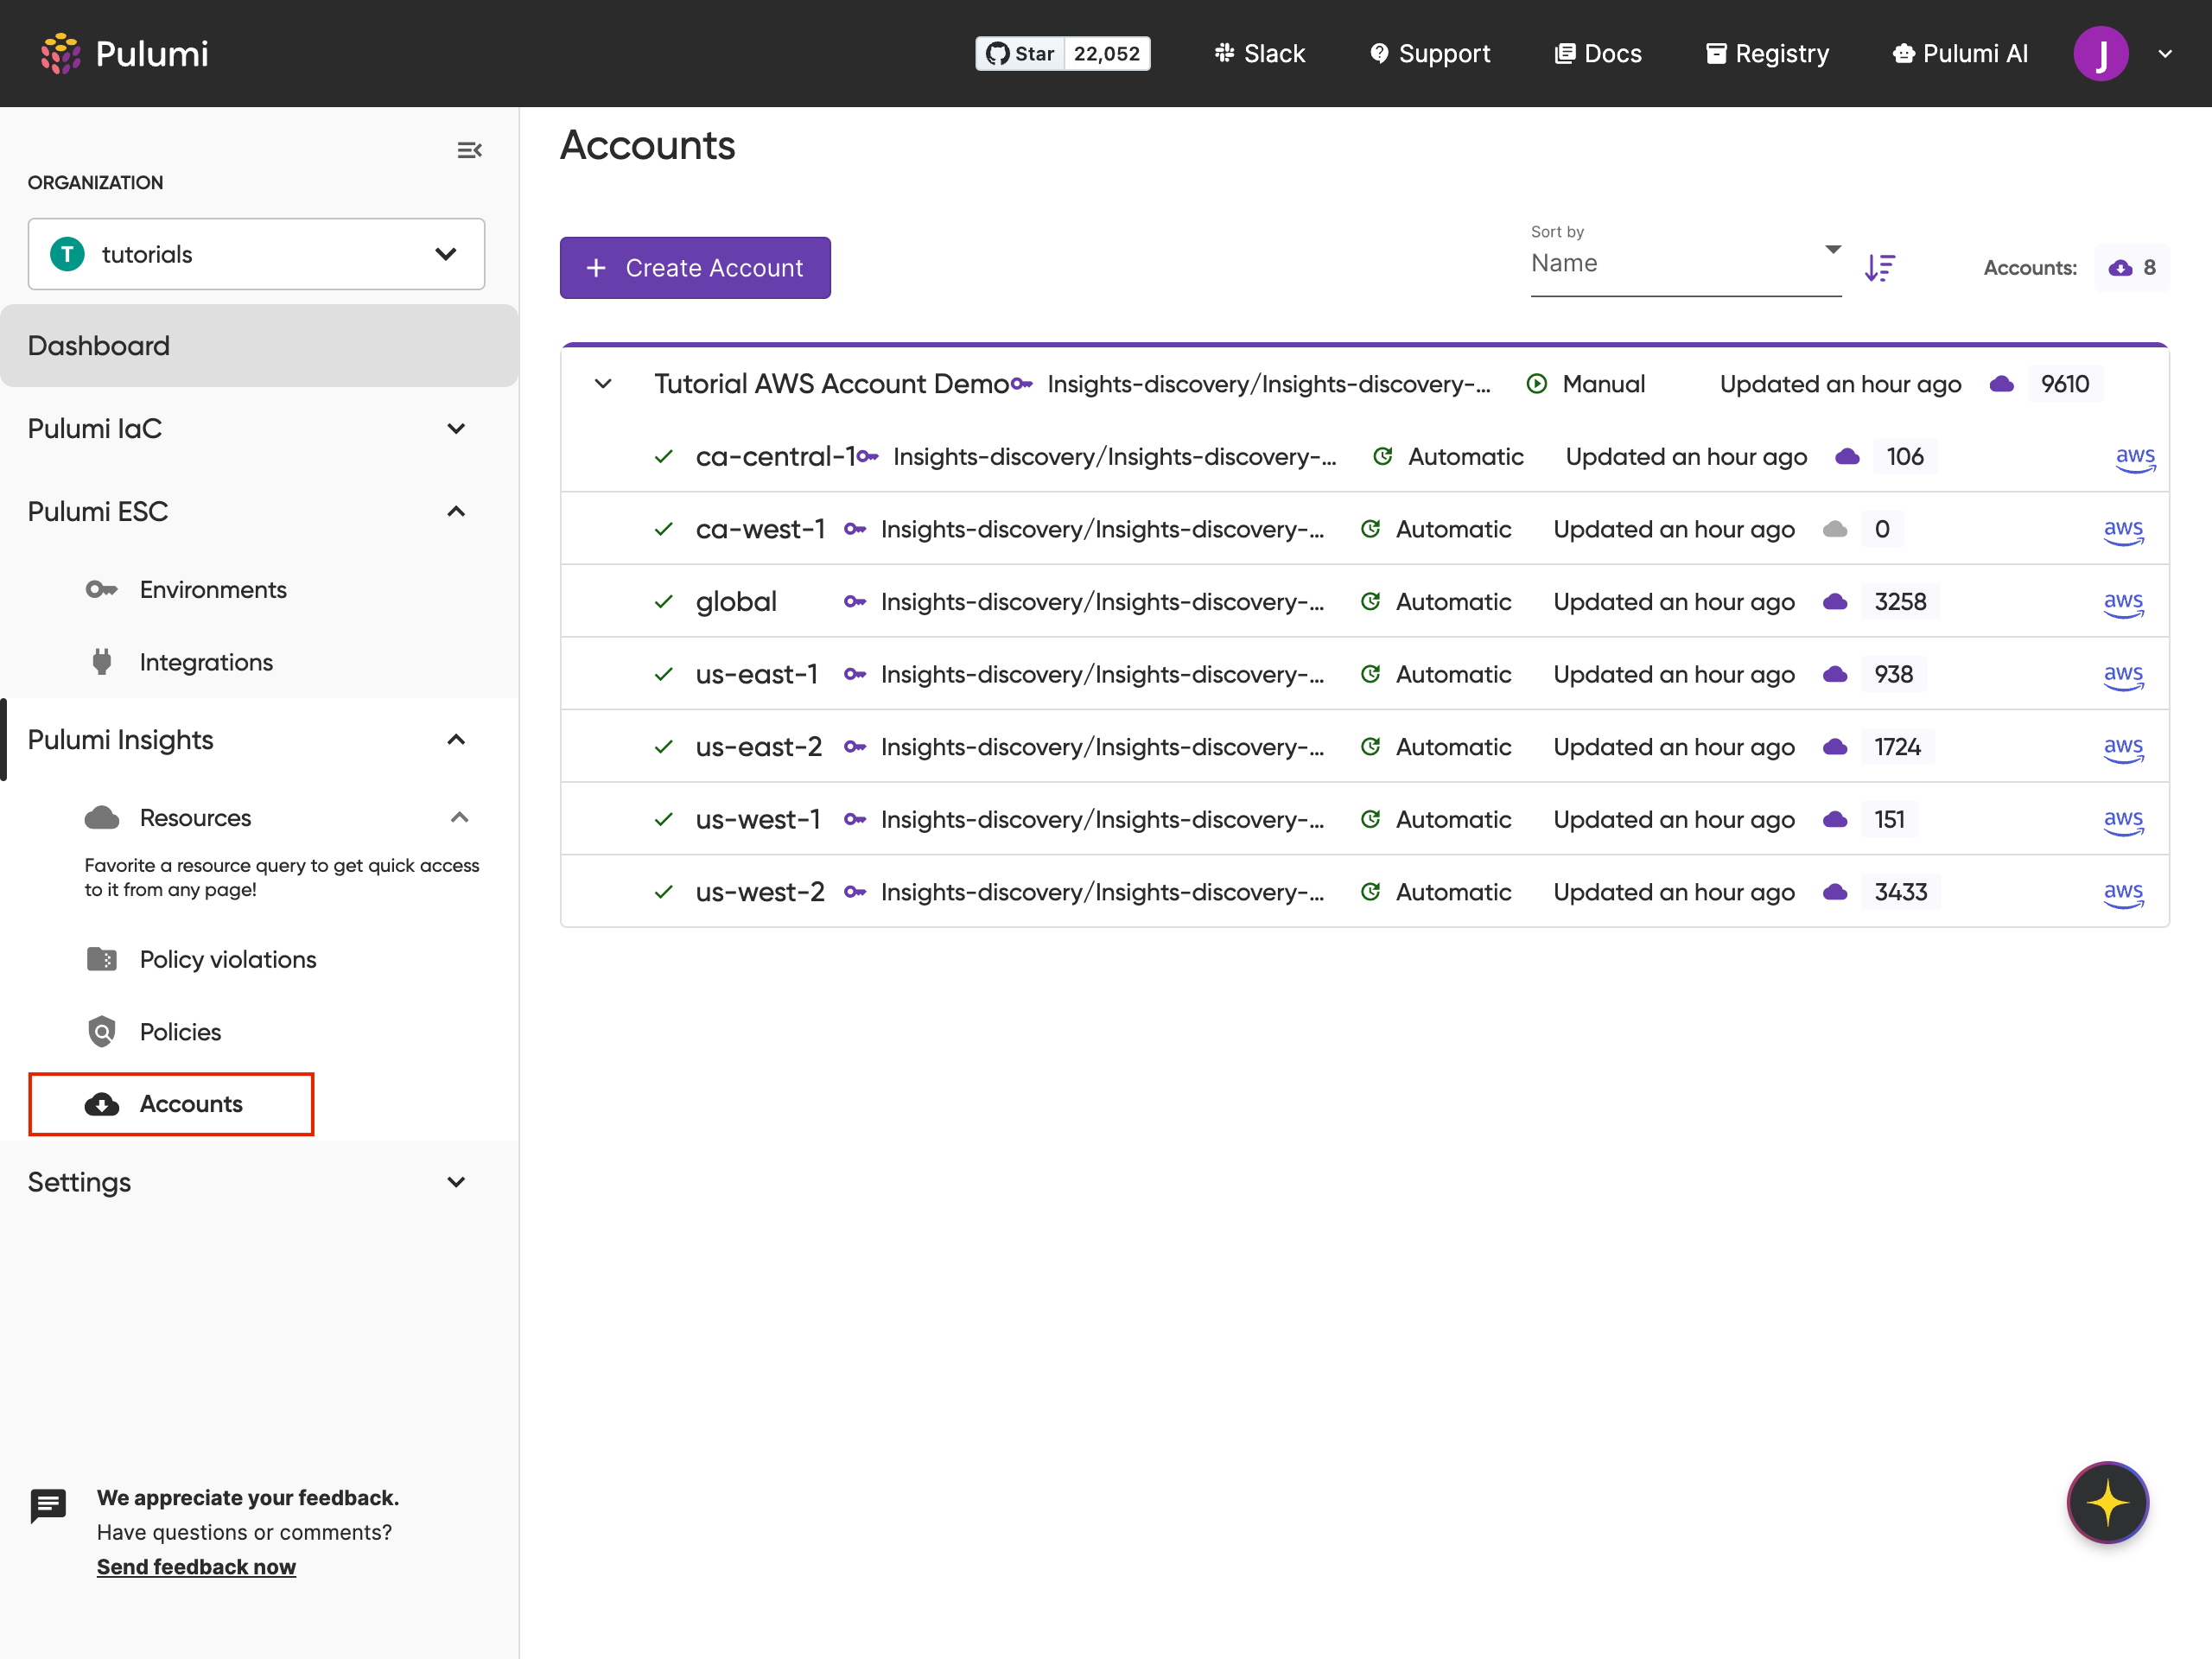 Pulumi
Star 22,052
Slack
Support
Docs
Registry
Pulumi AI
J
ORGANIZATION
T tutorials
Dashboard
Pulumi IaC
Pulumi ESC
Environments
Integrations
Pulumi Insights
Resources
Favorite a resource query to get quick access
to it from any page!
Policy violations
Policies
Accounts
Settings
We appreciate your feedback.
Have questions or comments?
Send feedback now
Accounts
+ Create Account
Sort by
Name
Accounts: 8
Tutorial AWS Account Demo Insights-discovery/Insights-discovery-... Manual Updated an hour ago 9610
ca-central-1 Insights-discovery/Insights-discovery-... Automatic Updated an hour ago 106 aws
ca-west-1 Insights-discovery/Insights-discovery-... Automatic Updated an hour ago 0 aws
global Insights-discovery/Insights-discovery-... Automatic Updated an hour ago 3258 aws
us-east-1 Insights-discovery/Insights-discovery-... Automatic Updated an hour ago 938 aws
us-east-2 Insights-discovery/Insights-discovery-... Automatic Updated an hour ago 1724 aws
us-west-1 Insights-discovery/Insights-discovery-... Automatic Updated an hour ago 151 aws
us-west-2 Insights-discovery/Insights-discovery-... Automatic Updated an hour ago 3433 aws